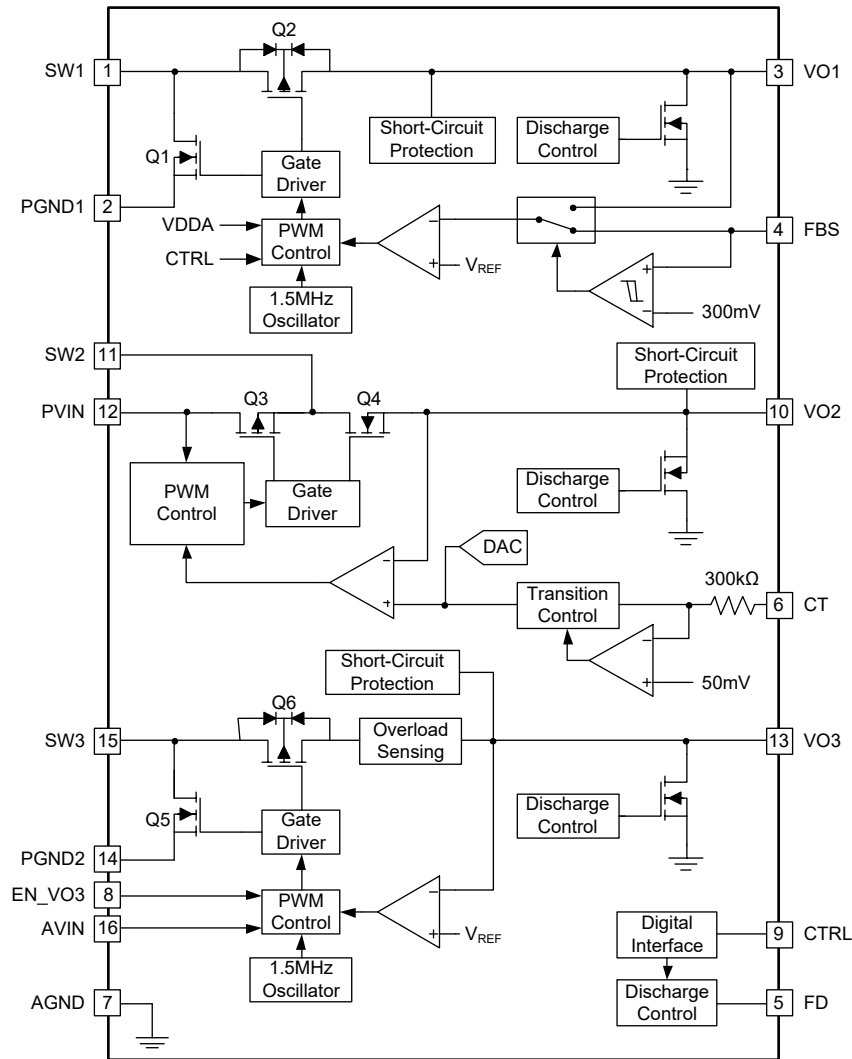 Q2
SW1 1
3 VO1
Short-Circuit
Protection
Discharge
Control
Q1
Gate
Driver
PGND1 2
VDDA
PWM
Control
CTRL
−
+
VREF
4 FBS
+
−
300mV
1.5MHz
Oscillator
SW2 11
Short-Circuit
Protection
PVIN 12
Q3
Q4
10 VO2
PWM
Control
Gate
Driver
Discharge
Control
DAC
−
+
300kΩ
Transition
Control
6 CT
−
+
50mV
Short-Circuit
Protection
Q6
SW3 15
Overload
Sensing
13 VO3
Q5
Gate
Driver
Discharge
Control
PGND2 14
EN_VO3 8
PWM
Control
AVIN 16
−
+
VREF
Digital
Interface
9 CTRL
1.5MHz
Oscillator
AGND 7
Discharge
Control
5 FD